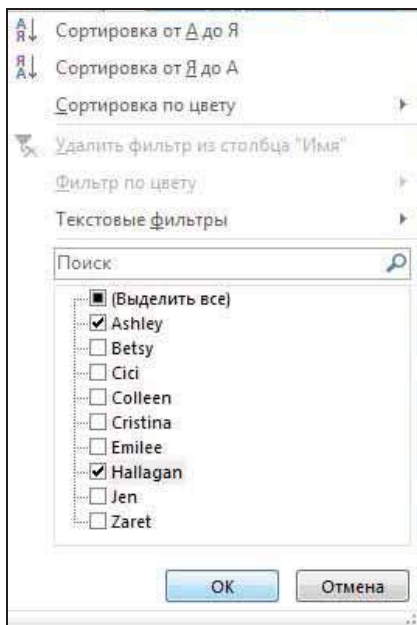 Сортировка от А до Я
Сортировка от Я до А
Сортировка по цвету
Удалить фильтр из столбца "Имя"
Фильтр по цвету
Текстовые фильтры
Поиск
(Выделить все)
Ashley
Betsy
Cici
Colleen
Cristina
Emilee
Hallagan
Jen
Zaret
ОК
Отмена